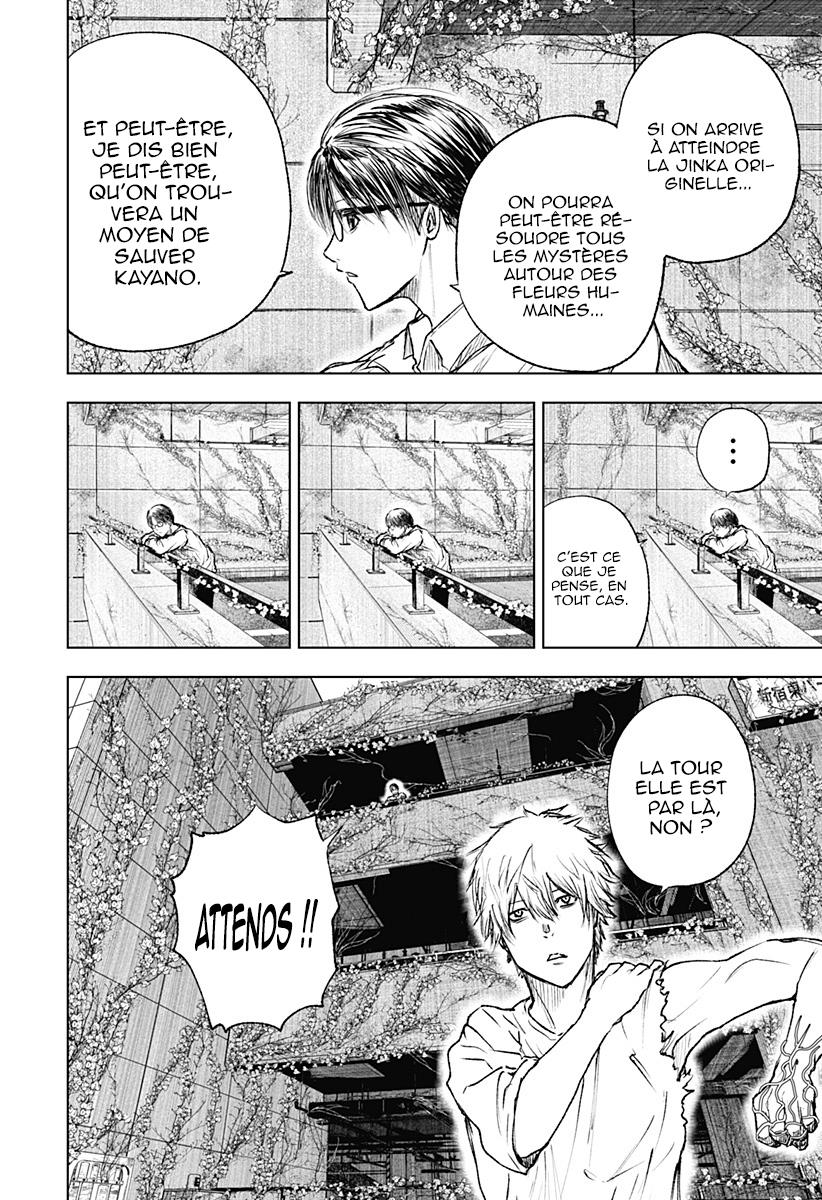 SI ON ARRIVE
À ATTEINDRE
LA JINKA ORI-
GINELLE...
ON POURRA
PEUT-ÊTRE RÉ-
SOUDRE TOUS
LES MYSTÈRES
AUTOUR DES
FLEURS HU-
MAINES...
ET PEUT-ÊTRE,
JE DIS BIEN
PEUT-ÊTRE,
QU'ON TROU-
VERA UN
MOYEN DE
SAUVER
KAYANO.
...
C'EST CE
QUE JE
PENSE, EN
TOUT CAS.
LA TOUR
ELLE EST
PAR LÀ,
NON ?
ATTENDS !!